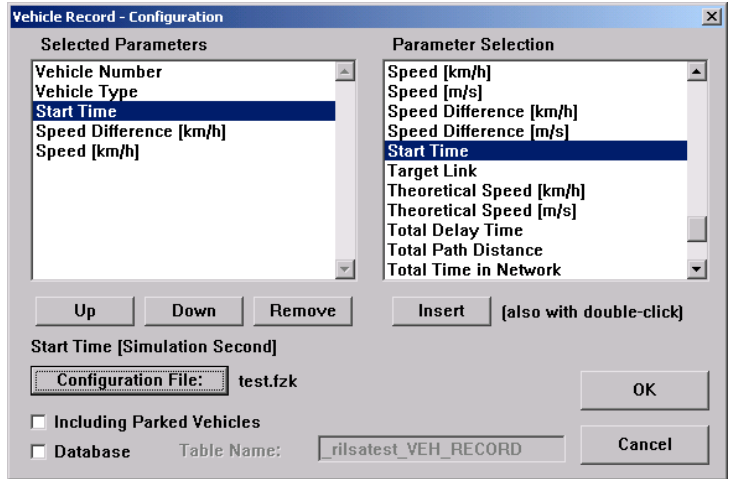 Vehicle Record - Configuration
Selected Parameters
Vehicle Number
Vehicle Type
Start Time
Speed Difference [km/h]
Speed [km/h]
Parameter Selection
Speed [km/h]
Speed [m/s]
Speed Difference [km/h]
Speed Difference [m/s]
Start Time
Target Link
Theoretical Speed [km/h]
Theoretical Speed [m/s]
Total Delay Time
Total Path Distance
Total Time in Network
Up Down Remove
Insert (also with double-click)
Start Time [Simulation Second]
Configuration File: test.fzk
OK
Including Parked Vehicles
Database Table Name: _rilsatest_VEH_RECORD
Cancel